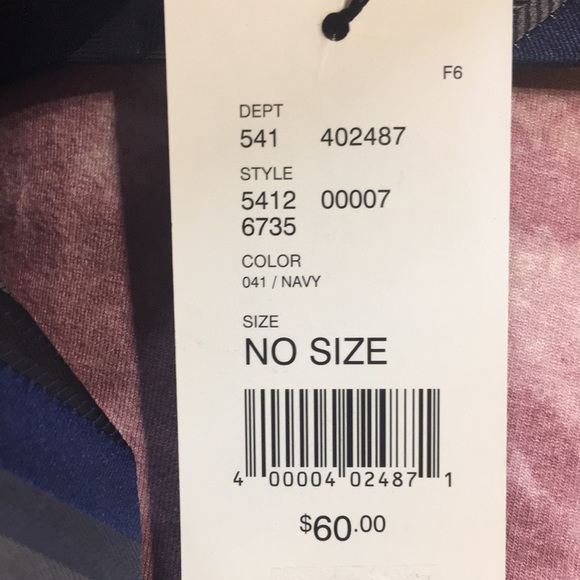 F6
DEPT
541 402487
STYLE
5412 00007
6735
COLOR
041 / NAVY
SIZE
NO SIZE
4 00004 02487 1
$60.00